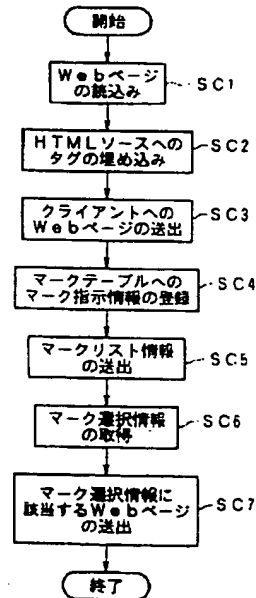 開始
Webページ
の読込み
SC1
HTMLソースへの
タグの埋め込み
SC2
クライアントへの
Webページの送出
SC3
マークテーブルへの
マーク指示情報の登録
SC4
マークリスト情報
の送出
SC5
マーク選択情報
の取得
SC6
マーク選択情報に
該当するWebページ
の送出
SC7
終了